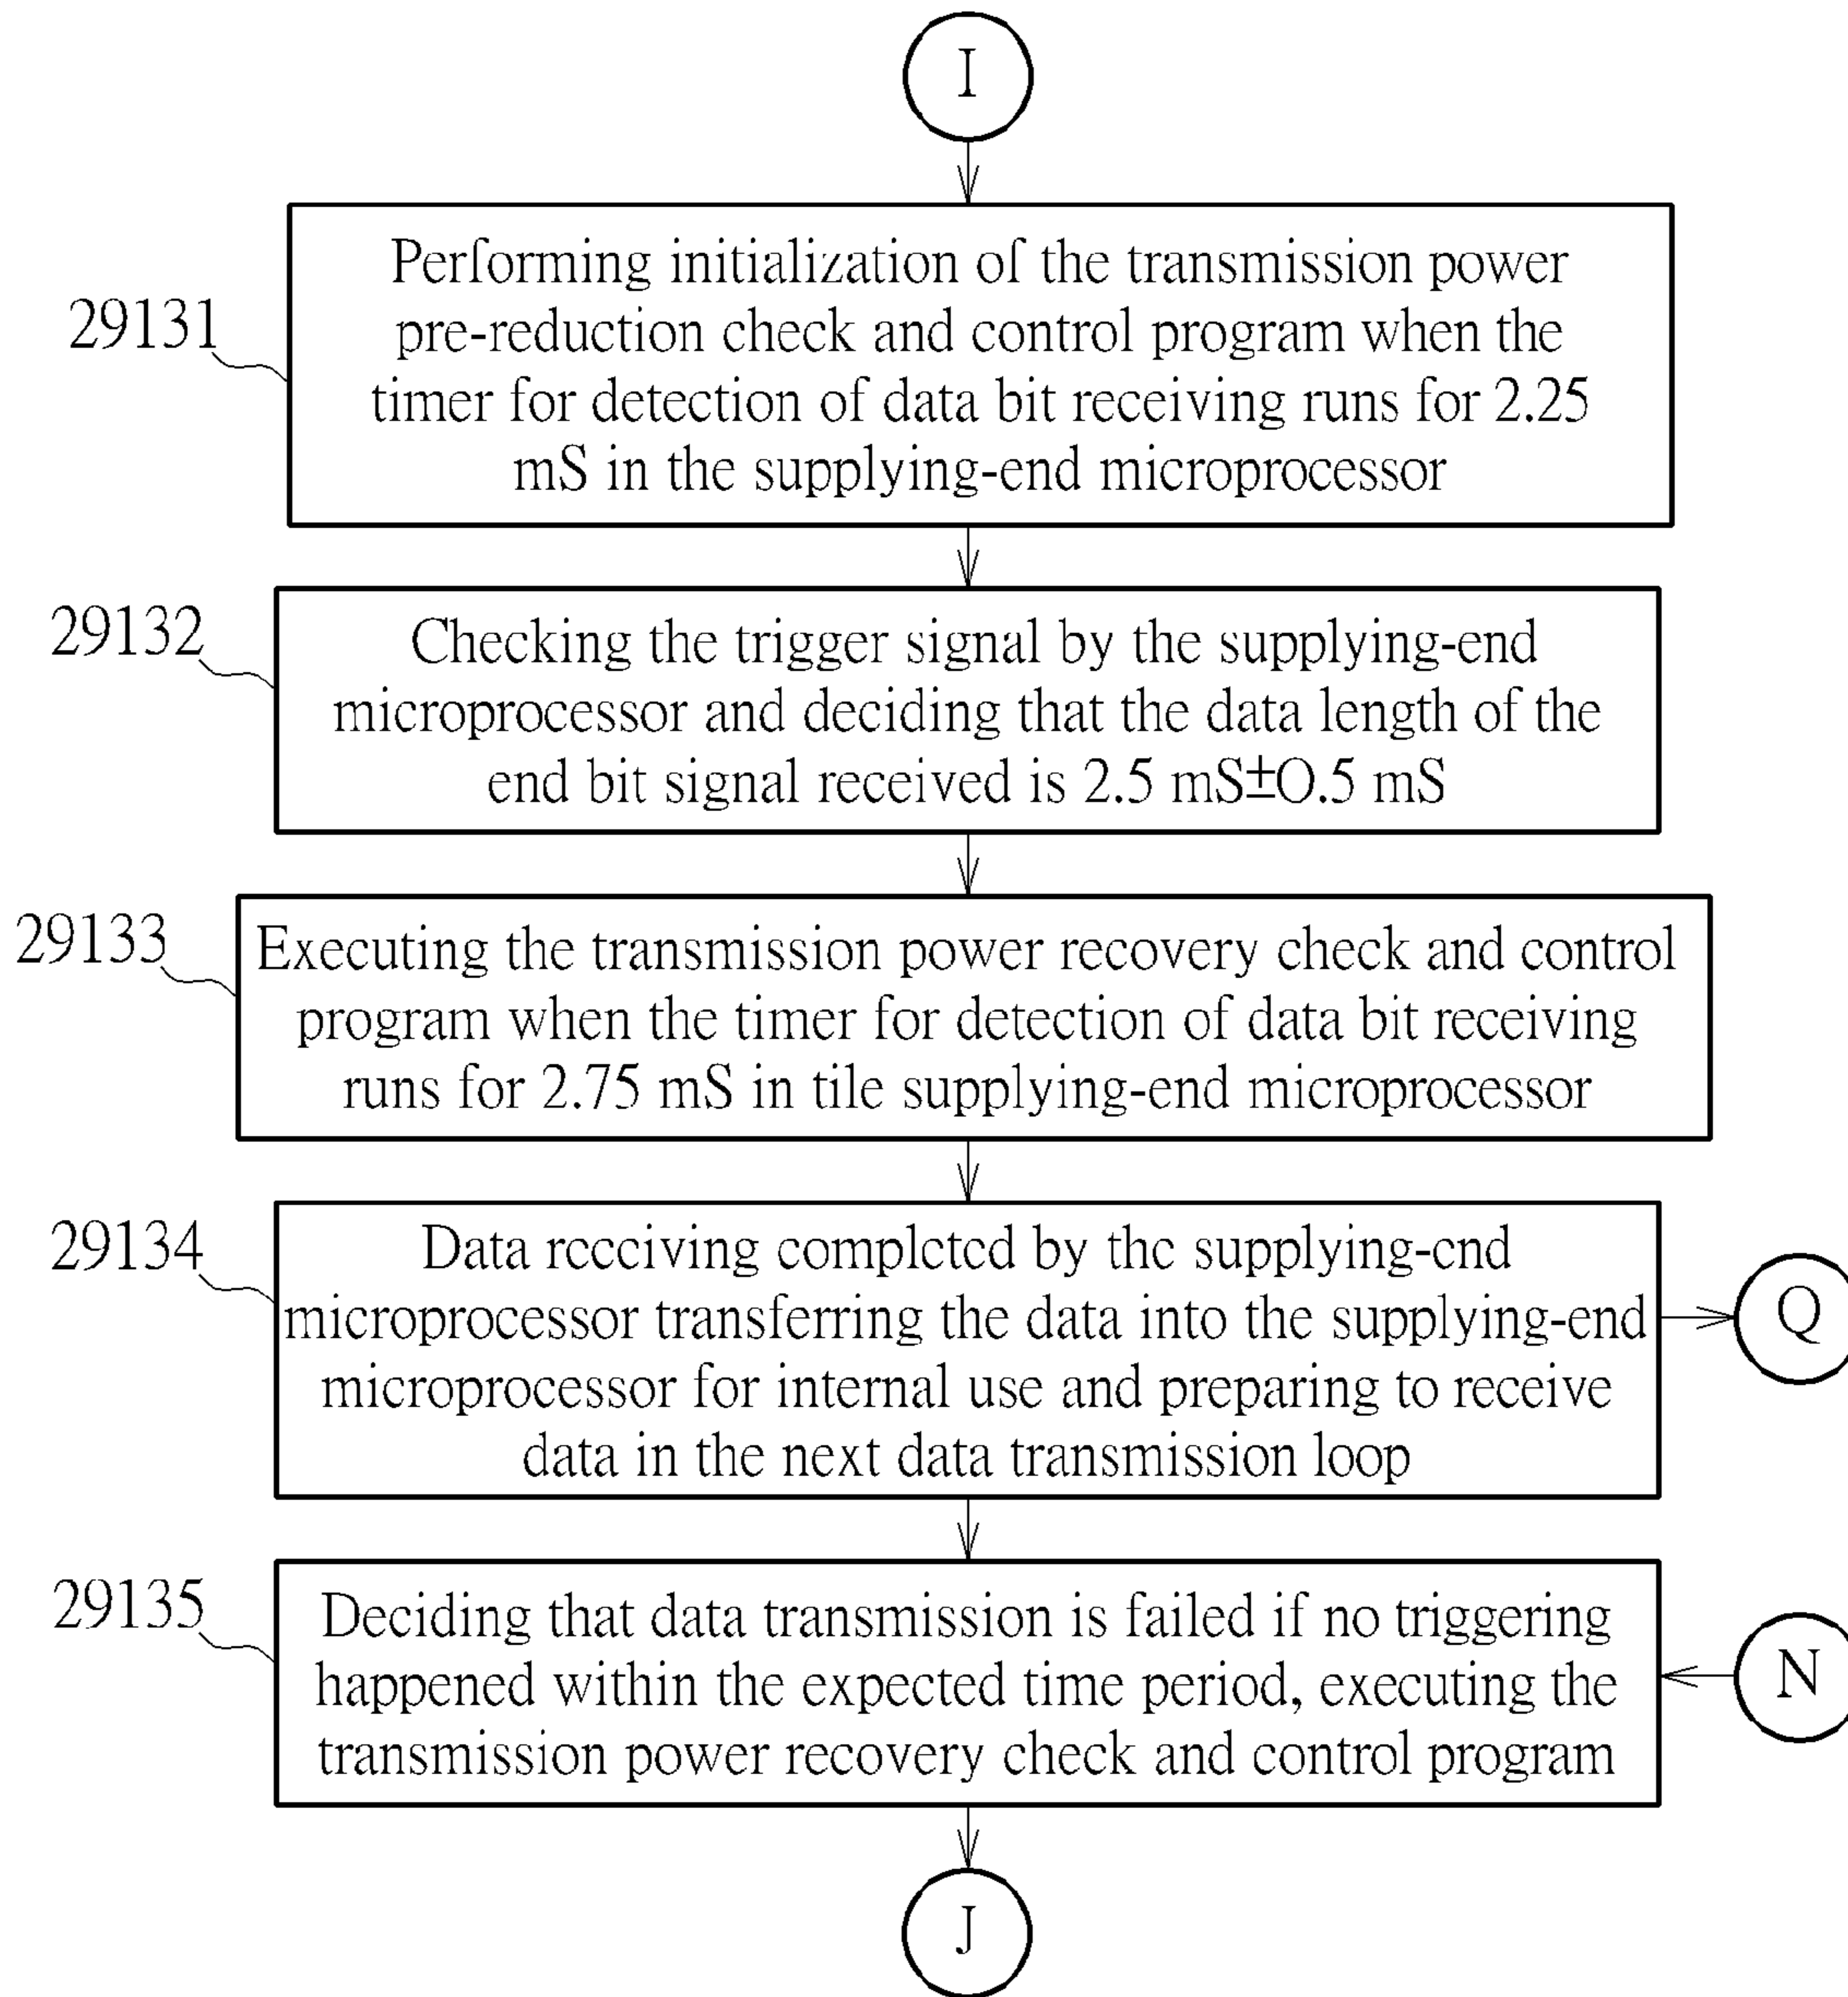 I
29131
Performing initialization of the transmission power
pre-reduction check and control program when the
timer for detection of data bit receiving runs for 2.25
mS in the supplying-end microprocessor
29132
Checking the trigger signal by the supplying-end
microprocessor and deciding that the data length of the
end bit signal received is 2.5 mS±O.5 mS
29133
Executing the transmission power recovery check and control
program when the timer for detection of data bit receiving
runs for 2.75 mS in tile supplying-end microprocessor
29134
Data receiving completed by the supplying-end
microprocessor transferring the data into the supplying-end
microprocessor for internal use and preparing to receive
data in the next data transmission loop
Q
29135
Deciding that data transmission is failed if no triggering
happened within the expected time period, executing the
transmission power recovery check and control program
N
J